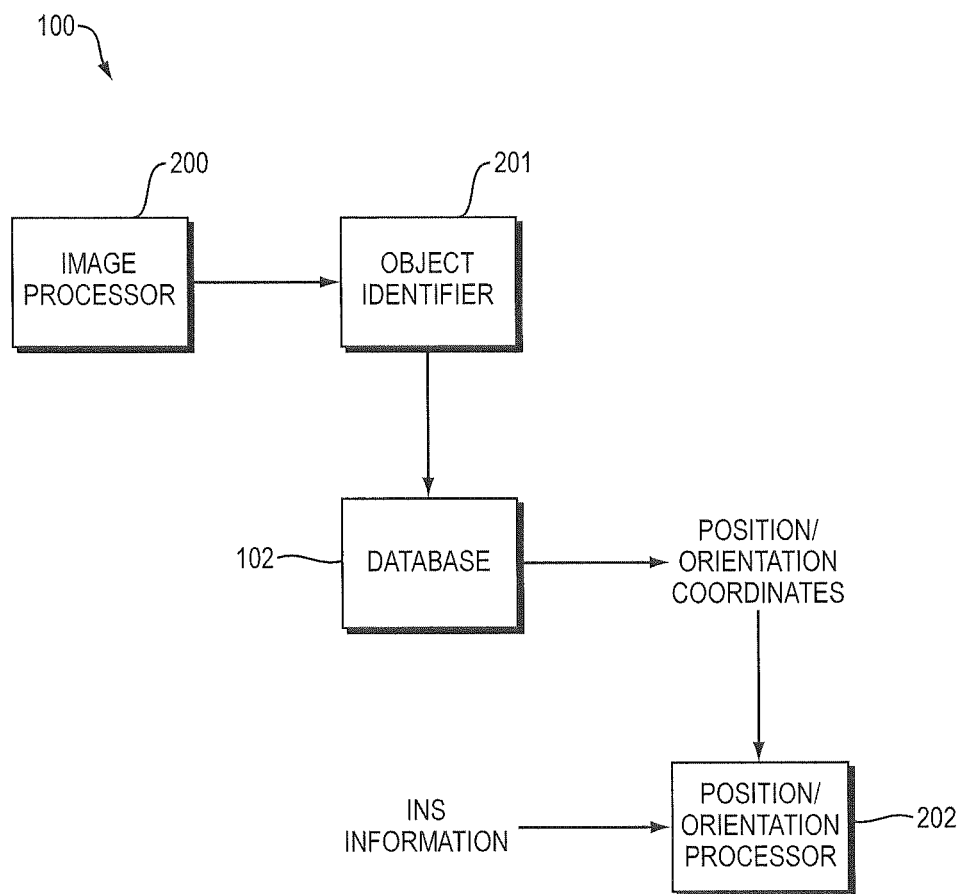 100
200
201
IMAGE
PROCESSOR
OBJECT
IDENTIFIER
102
DATABASE
POSITION/
ORIENTATION
COORDINATES
INS
INFORMATION
POSITION/
ORIENTATION
PROCESSOR
202